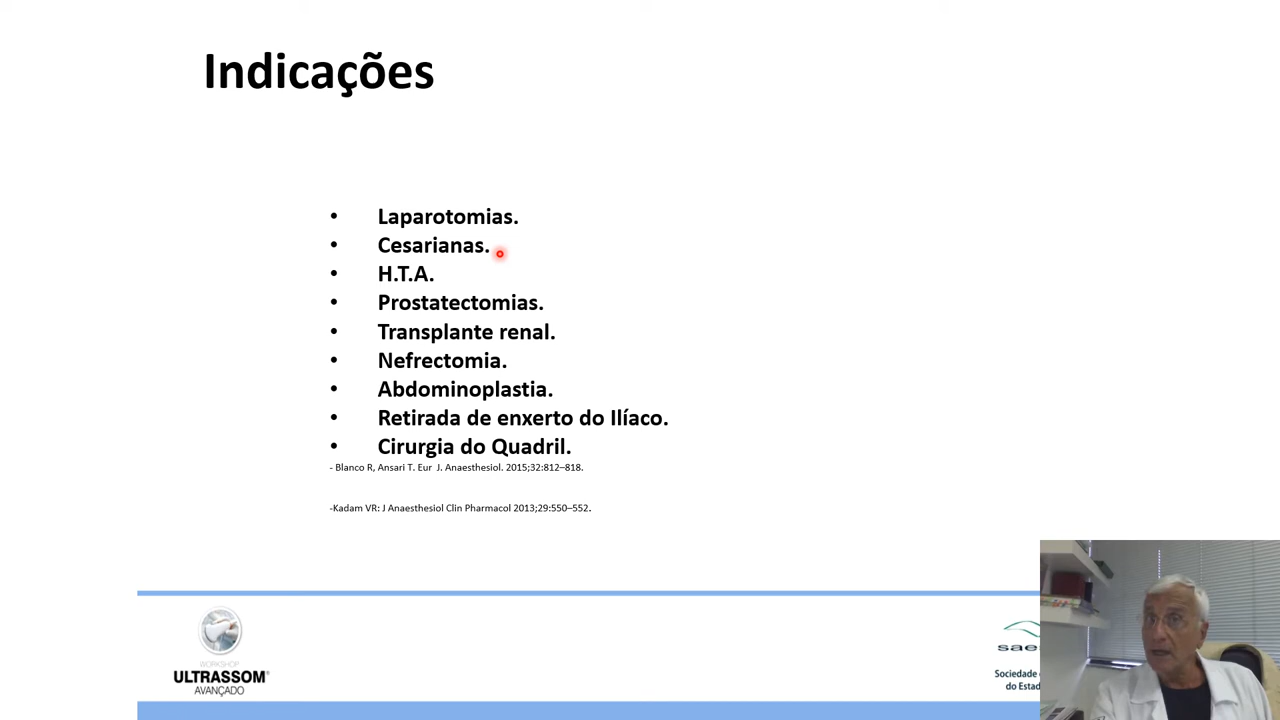 Indicações
• Laparotomias.
• Cesarianas.
• H.T.A.
• Prostatectomias.
• Transplante renal.
• Nefrectomia.
• Abdominoplastia.
• Retirada de enxerto do Ilíaco.
• Cirurgia do Quadril.
- Blanco R, Ansari T. Eur J. Anaesthesiol. 2015;32:812–818.
-Kadam VR: J Anaesthesiol Clin Pharmacol 2013;29:550–552.
WORKSHOP
ULTRASSOM
AVANÇADO
sae
Sociedade
do Estad